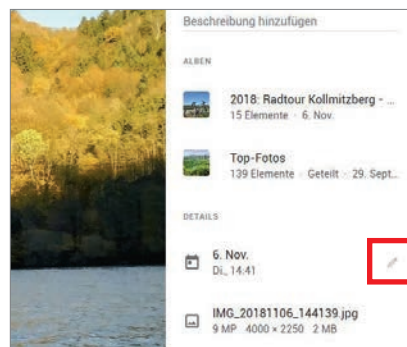 Beschreibung hinzufügen
ALBEN
2018: Radtour Kollmitzberg - ...
15 Elemente · 6. Nov.
Top-Fotos
139 Elemente · Geteilt · 29. Sept...
DETAILS
6. Nov.
Di., 14:41
IMG_20181106_144139.jpg
9 MP 4000 × 2250 2 MB